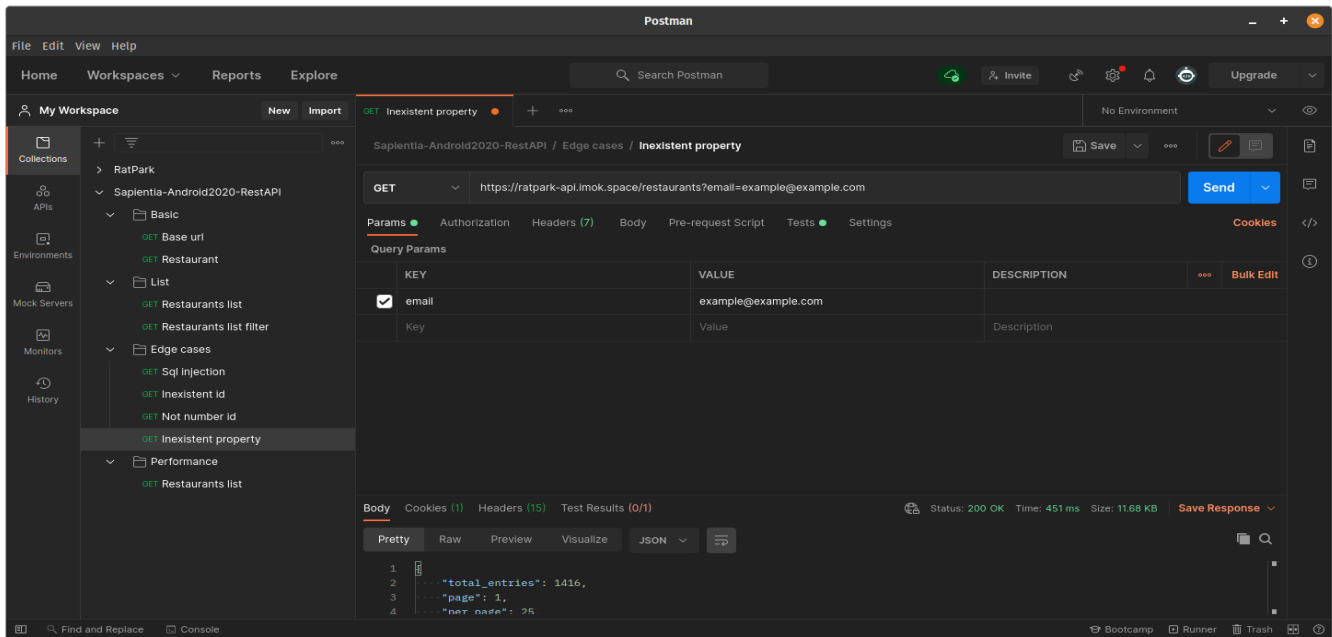 Postman
File Edit View Help
Home Workspaces Reports Explore Search Postman Invite Upgrade
My Workspace New Import GET Inexistent property No Environment
Sapientia-Android2020-RestAPI / Edge cases / Inexistent property Save
Collections
APIs
Environments
Mock Servers
Monitors
History
RatPark
Sapientia-Android2020-RestAPI
Basic
GET Base url
GET Restaurant
List
GET Restaurants list
GET Restaurants list filter
Edge cases
GET Sql injection
GET Inexistent id
GET Not number id
GET Inexistent property
Performance
GET Restaurants list
GET https://ratpark-api.imok.space/restaurants?email=example@example.com Send
Params Authorization Headers (7) Body Pre-request Script Tests Settings Cookies
Query Params
KEY VALUE DESCRIPTION Bulk Edit
email example@example.com
Key Value Description
Body Cookies (1) Headers (15) Test Results (0/1) Status: 200 OK Time: 451 ms Size: 11.68 KB Save Response
Pretty Raw Preview Visualize JSON
1 {
2 "total_entries": 1416,
3 "page": 1,
4 "per_page": 25
Find and Replace Console Bootcamp Runner Trash